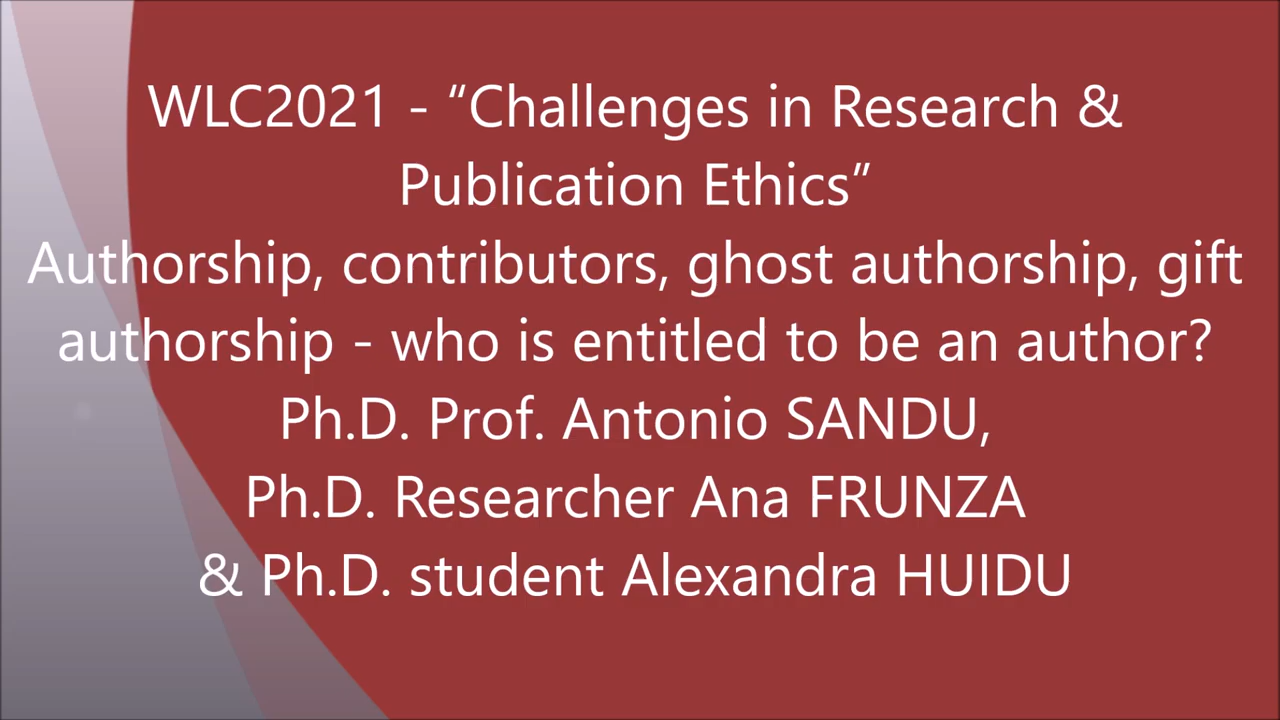 WLC2021 - “Challenges in Research &
Publication Ethics”
Authorship, contributors, ghost authorship, gift
authorship - who is entitled to be an author?
Ph.D. Prof. Antonio SANDU,
Ph.D. Researcher Ana FRUNZA
& Ph.D. student Alexandra HUIDU